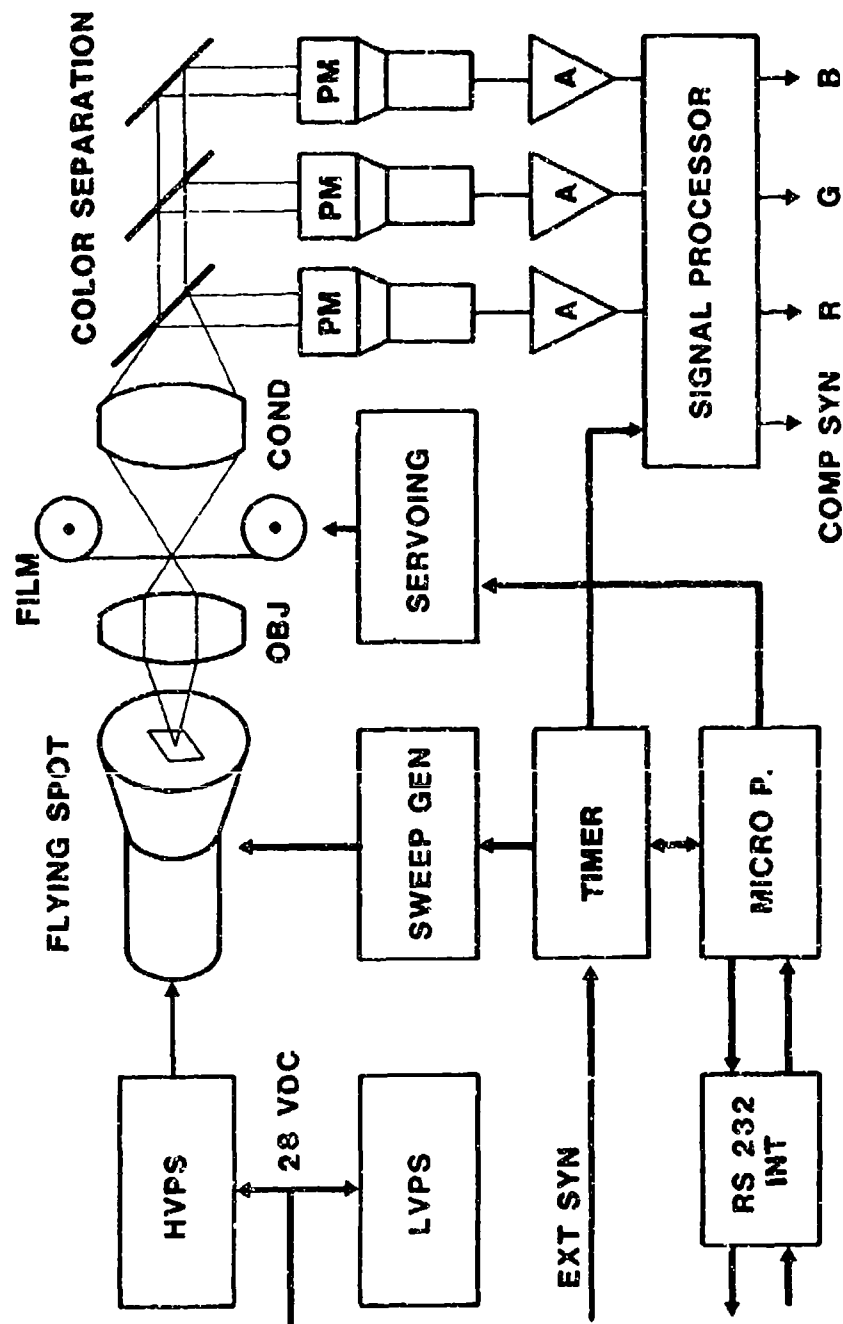 FLYING SPOT
FILM
COLOR SEPARATION
OBJ
COND
HVPS
28 VDC
LVPS
SWEEP GEN
SERVOING
PM
PM
PM
A
A
A
EXT SYN
TIMER
SIGNAL PROCESSOR
RS 232
INT
MICRO P.
COMP SYN
R
G
B